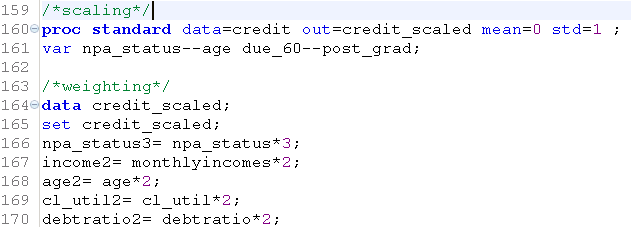 159 /*scaling*/
160 proc standard data=credit out=credit_scaled mean=0 std=1 ;
161 var npa_status--age due_60--post_grad;
162
163 /*weighting*/
164 data credit_scaled;
165 set credit_scaled;
166 npa_status3= npa_status*3;
167 income2= monthlyincomes*2;
168 age2= age*2;
169 cl_util2= cl_util*2;
170 debtratio2= debtratio*2;